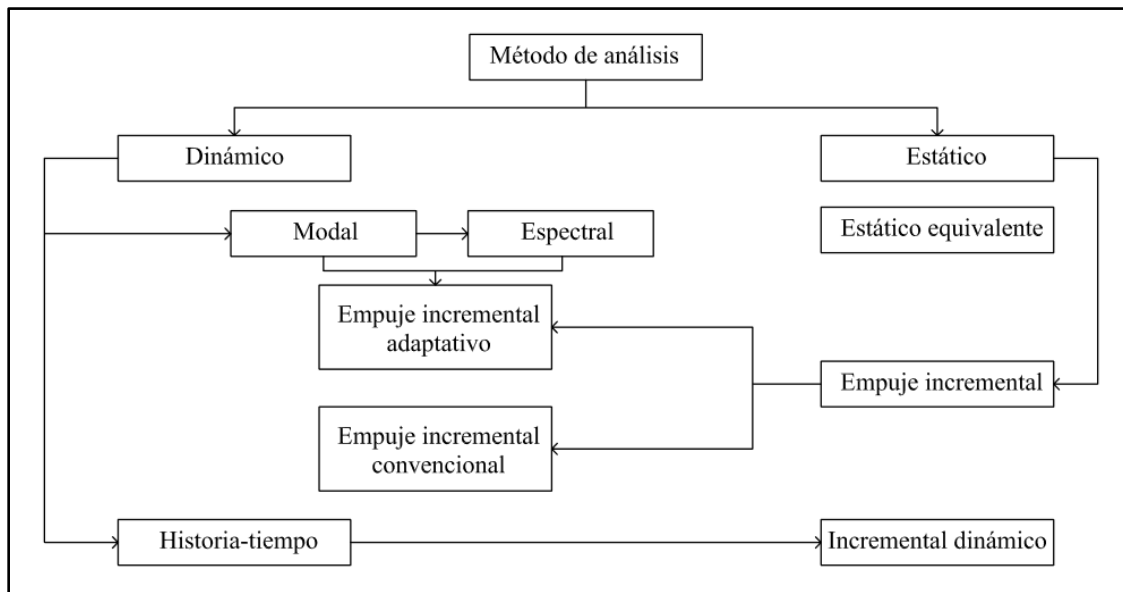 Método de análisis
Dinámico
Estático
Modal
Espectral
Estático equivalente
Empuje incremental
adaptativo
Empuje incremental
Empuje incremental
convencional
Historia-tiempo
Incremental dinámico